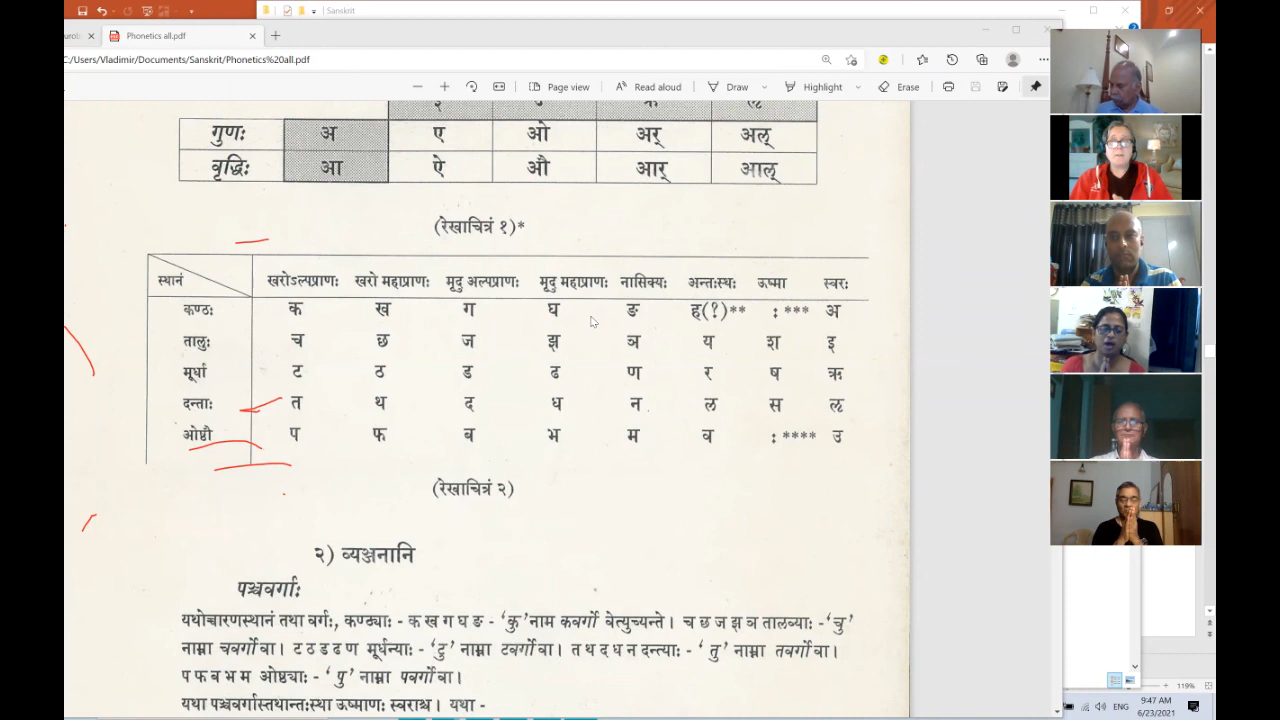 Sanskrit
Phonetics all.pdf
C:/Users/Vladimir/Documents/Sanskrit/Phonetics%20all.pdf
Page view Read aloud Draw Highlight Erase
गुणः अ ए ओ अर् अल्
वृद्धिः आ ऐ औ आर् आल्
(रेखाचित्रं १)*
स्थानं खरोऽल्पप्राणः खरो महाप्राणः मृदु अल्पप्राणः मृदु महाप्राणः नासिक्यः अन्तःस्थः ऊष्मा स्वरः
कण्ठः क ख ग घ ङ ह(?)** :*** अ
तालुः च छ ज झ ञ य श इ
मूर्धा ट ठ ड ढ ण र ष ऋ
दन्ताः त थ द ध न ल स ऌ
ओष्ठौ प फ ब भ म व :**** उ
(रेखाचित्रं २)
२) व्यञ्जनानि
पञ्चवर्गाः
यथोच्चारणस्थानं तथा वर्गः, कण्ठ्याः - क ख ग घ ङ - ‘कु’नाम कवर्गो वेत्युच्यन्ते। च छ ज झ ञ तालव्याः -‘चु’
नाम्ना चवर्गो वा। ट ठ ड ढ ण मूर्धन्याः - ‘टु’ नाम्ना टवर्गो वा। त थ द ध न दन्त्याः - ‘तु’ नाम्ना तवर्गो वा।
प फ ब भ म ओष्ठ्याः - ‘पु’ नाम्ना पवर्गो वा।
यथा पञ्चवर्गास्तथान्तःस्था ऊष्माणः स्वराश्च। यथा -
119%
ENG 9:47 AM
6/23/2021